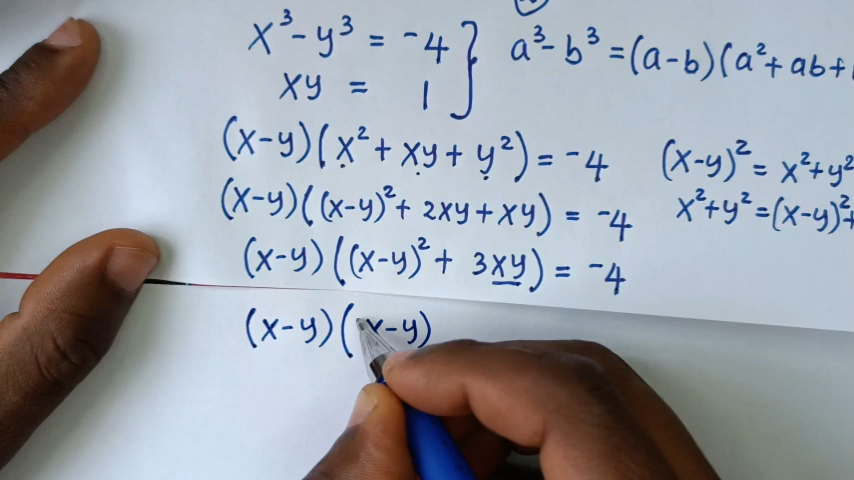 x³-y³ = -4 } a³-b³ = (a-b)(a²+ab+
xy = 1
(x-y)(x²+xy+y²) = -4 (x-y)² = x²+y²
(x-y)((x-y)²+2xy+xy) = -4 x²+y²=(x-y)²+
(x-y)((x-y)²+3xy) = -4
(x-y)((x-y)